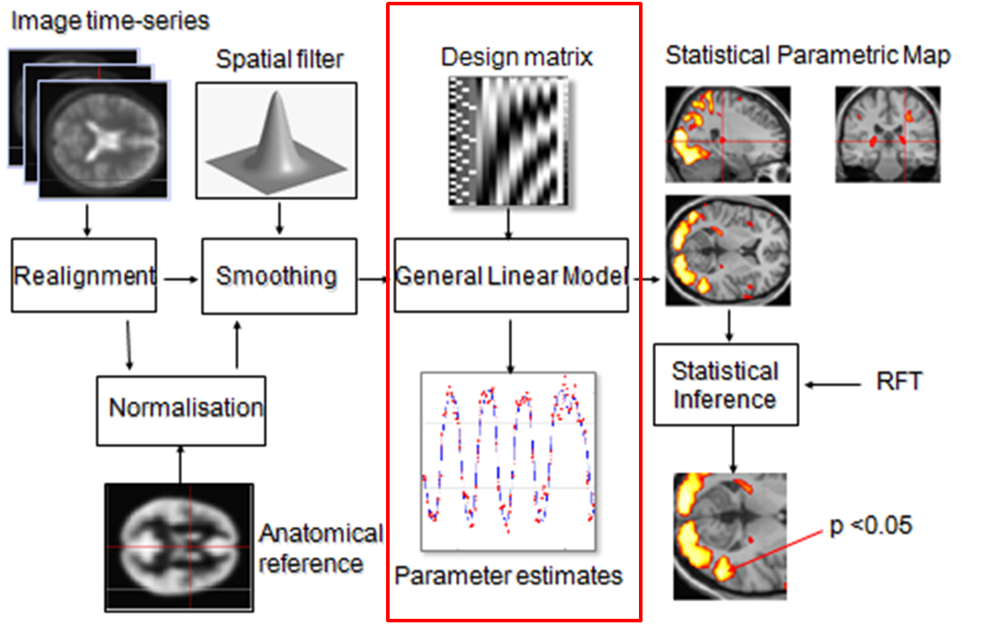 Image time-series
Spatial filter
Design matrix
Statistical Parametric Map
Realignment
Smoothing
General Linear Model
Normalisation
Statistical
Inference
RFT
Anatomical
reference
Parameter estimates
p <0.05